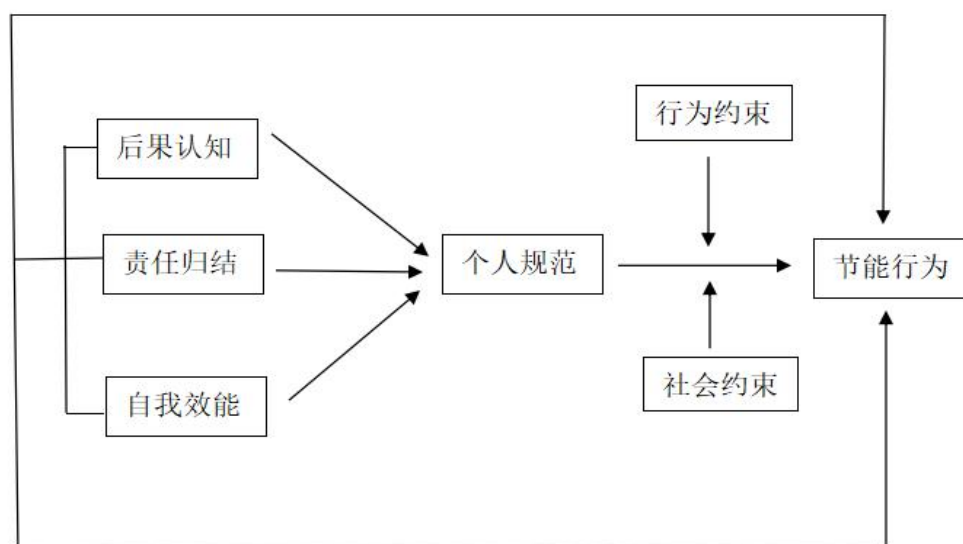 行为约束
后果认知
责任归结
个人规范
节能行为
社会约束
自我效能